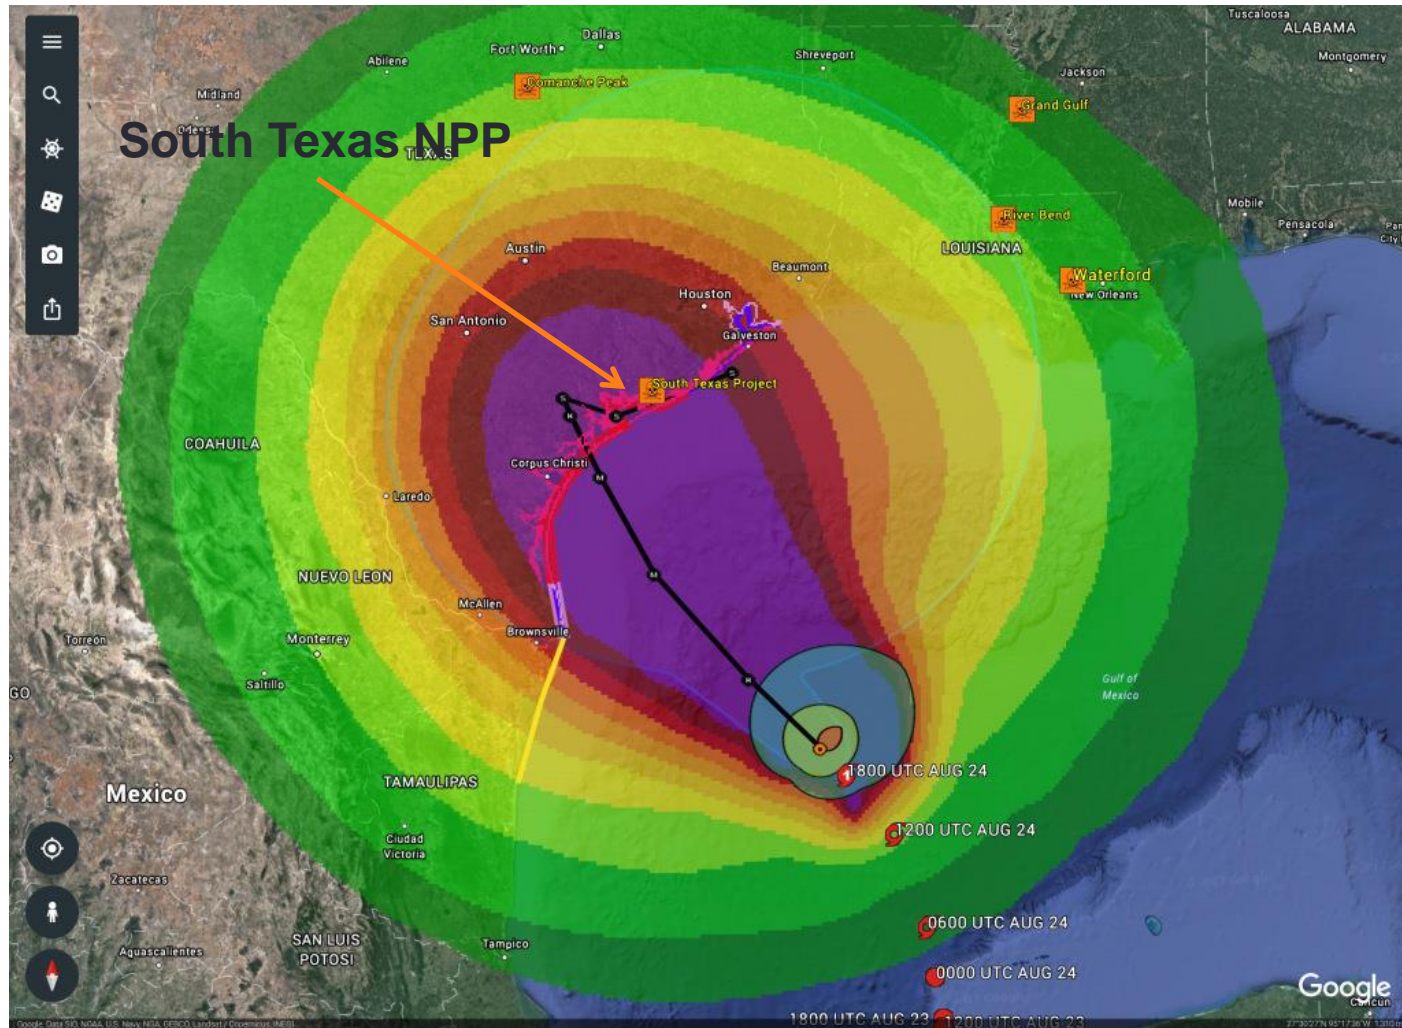 Tuscaloosa
ALABAMA
Dallas
Fort Worth
Shreveport
Montgomery
Abilene
Jackson
Comanche Peak
Midland
Grand Gulf
South Texas NPP
TEXAS
Mobile
River Bend
Pensacola
LOUISIANA
Austin
Beaumont
Waterford
New Orleans
Houston
San Antonio
Galveston
S
South Texas Project
S
H
S
COAHUILA
Corpus Christi
M
Laredo
M
NUEVO LEON
McAllen
Brownsville
Torreón
Monterrey
Saltillo
GO
H
Gulf of
Mexico
1800 UTC AUG 24
TAMAULIPAS
Mexico
1200 UTC AUG 24
Ciudad
Victoria
Zacatecas
0600 UTC AUG 24
SAN LUIS
POTOSI
Tampico
Aguascalientes
0000 UTC AUG 24
Google
Cancun
1800 UTC AUG 23
1200 UTC AUG 23